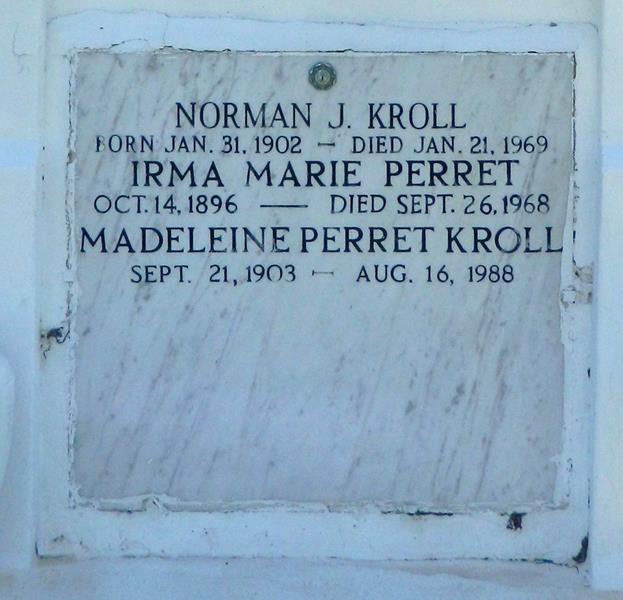 NORMAN J. KROLL
BORN JAN. 31, 1902 — DIED JAN. 21, 1969
IRMA MARIE PERRET
OCT. 14, 1896 — DIED SEPT. 26, 1968
MADELEINE PERRET KROLL
SEPT. 21, 1903 — AUG. 16, 1988